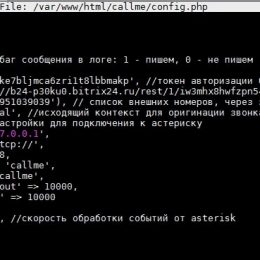 File: /var/www/html/callme/config.php
баг сообщения в логе: 1 - пишем, 0 - не пишем
ke7bljmca6zri1t8lbbmakp', //токен авторизации
//b24-p30ku0.bitrix24.ru/rest/1/iw3mhx8hwfzpn5
951039039'), // список внешних номеров, через
al', //исходящий контекст для оригинации звонк
астройки для подключения к астериску
7.0.0.1',
tcp://',
8,
'callme',
callme',
out' => 10000,
' => 10000
, //скорость обработки событий от asterisk